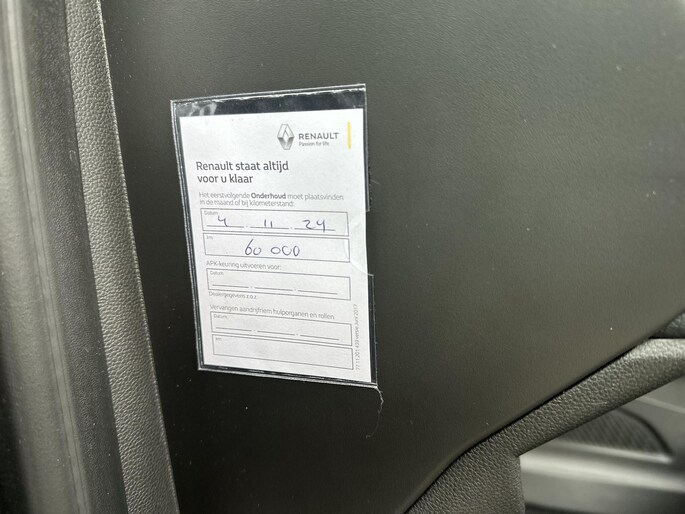 RENAULT
Passion for life
Renault staat altijd
voor u klaar
Het eerstvolgende Onderhoud moet plaatsvinden
in de maand of bij kilometerstand:
Datum
4 11 24
km
60 000
APK-keuring uitvoeren voor:
Datum
Dealergegevens z.o.z.
Vervangen aandrijfriem hulporganen en rollen
Datum
km